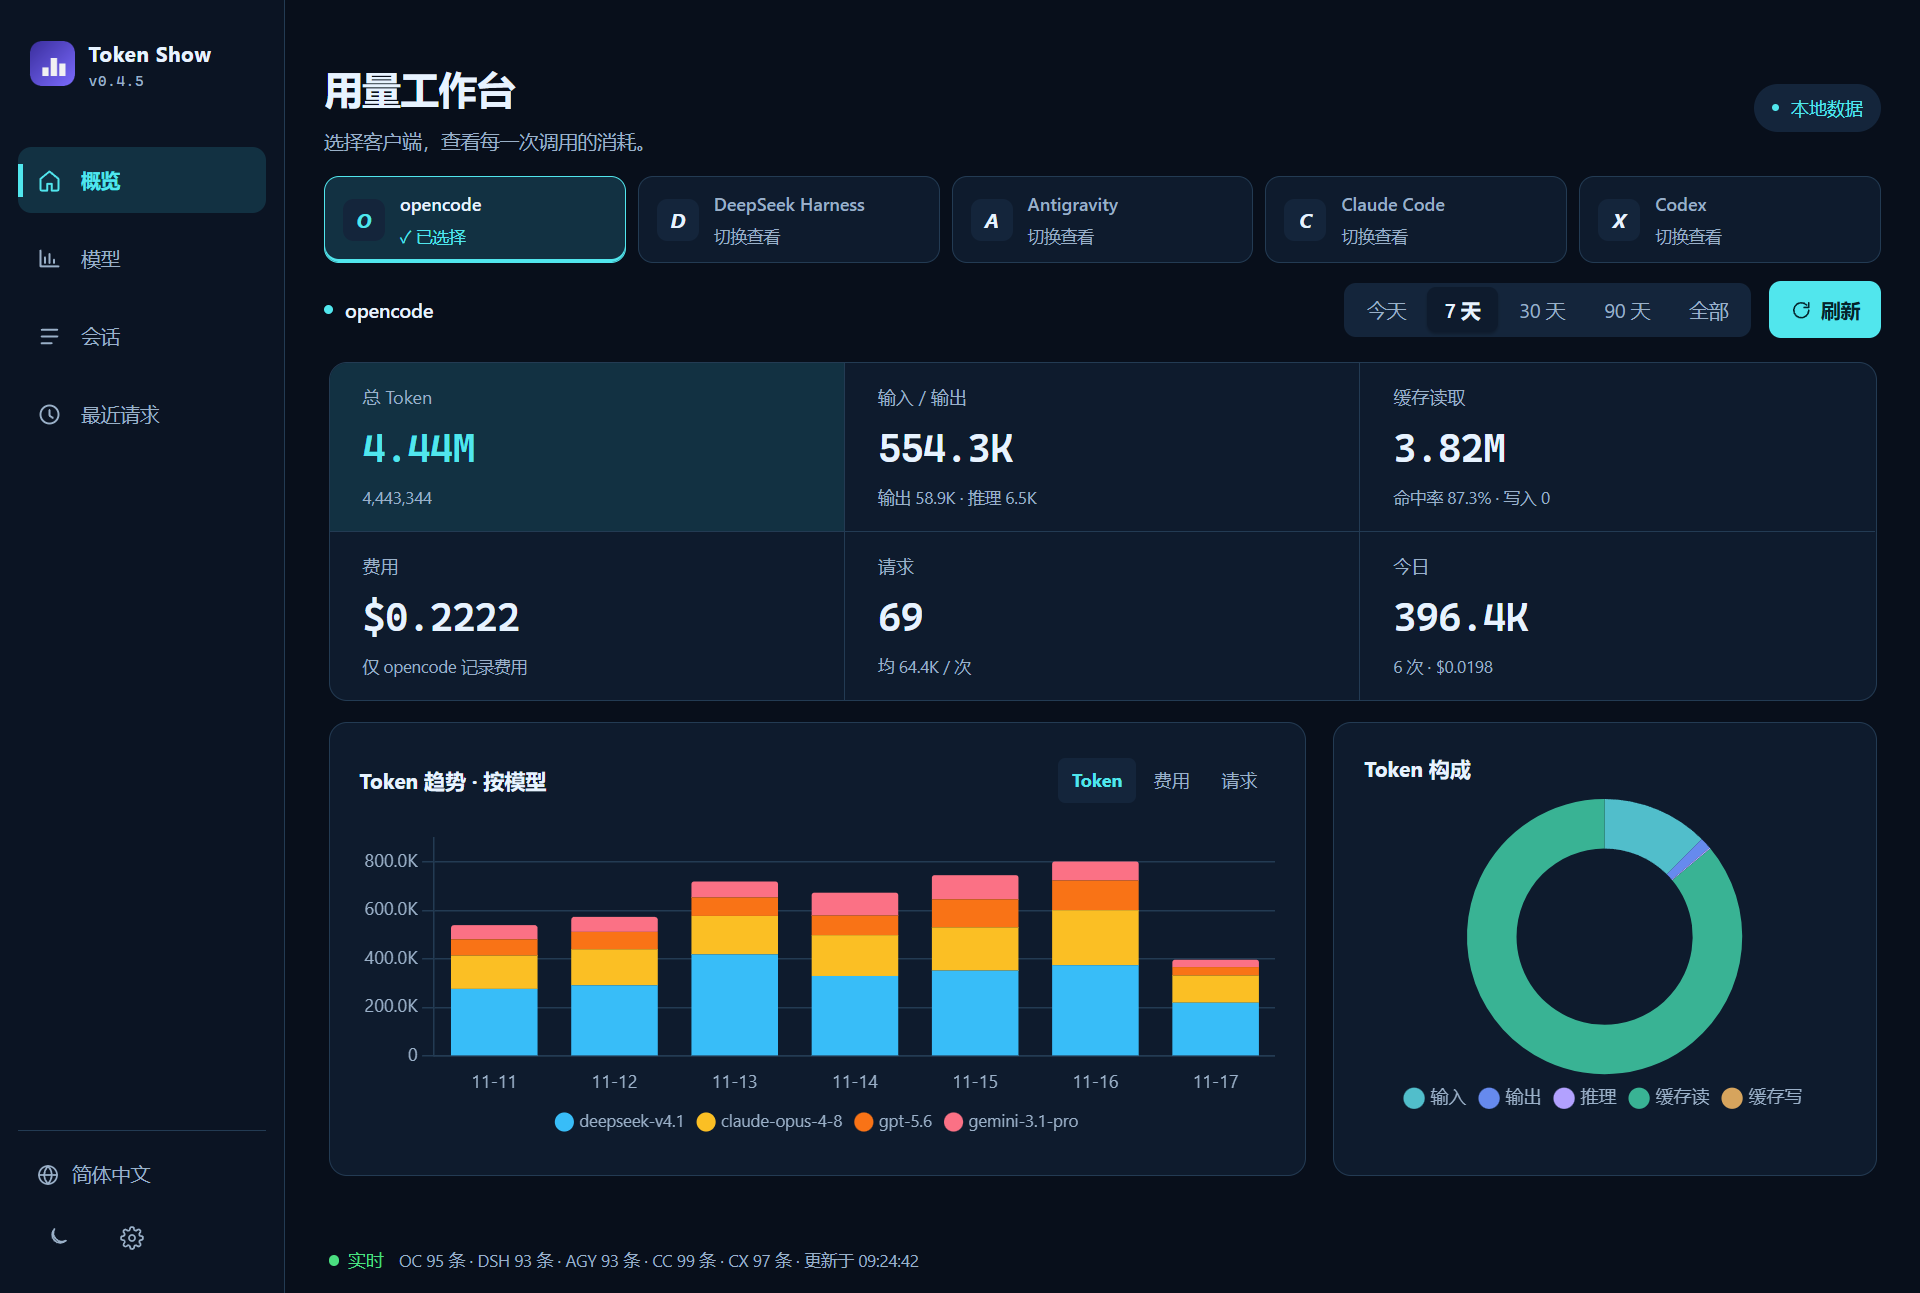 Token Show
v0.4.5
概览
模型
会话
最近请求
简体中文
用量工作台
选择客户端，查看每一次调用的消耗。
本地数据
O
opencode
✓ 已选择
D
DeepSeek Harness
切换查看
A
Antigravity
切换查看
C
Claude Code
切换查看
X
Codex
切换查看
opencode
今天
7 天
30 天
90 天
全部
刷新
总 Token
4.44M
4,443,344
输入 / 输出
554.3K
输出 58.9K · 推理 6.5K
缓存读取
3.82M
命中率 87.3% · 写入 0
费用
$0.2222
仅 opencode 记录费用
请求
69
均 64.4K / 次
今日
396.4K
6 次 · $0.0198
Token 趋势 · 按模型
Token
费用
请求
800.0K
600.0K
400.0K
200.0K
0
11-11
11-12
11-13
11-14
11-15
11-16
11-17
deepseek-v4.1
claude-opus-4-8
gpt-5.6
gemini-3.1-pro
Token 构成
输入
输出
推理
缓存读
缓存写
实时
OC 95 条 · DSH 93 条 · AGY 93 条 · CC 99 条 · CX 97 条 · 更新于 09:24:42